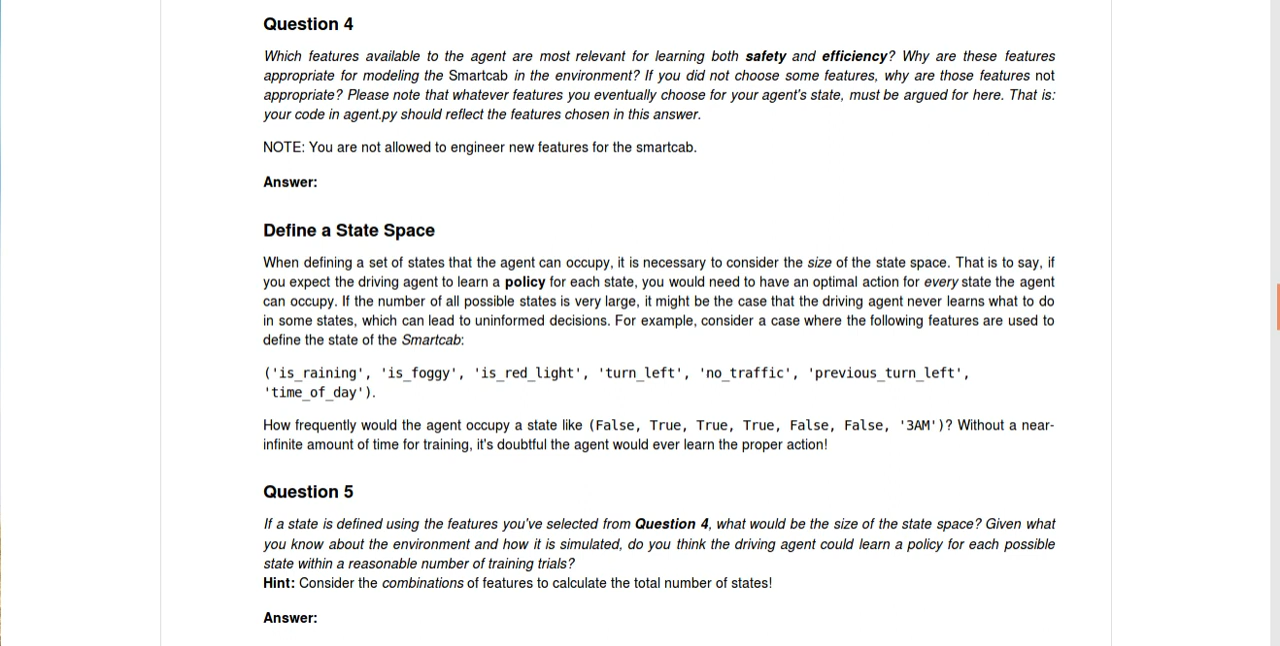 Question 4
Which features available to the agent are most relevant for learning both safety and efficiency? Why are these features
appropriate for modeling the Smartcab in the environment? If you did not choose some features, why are those features not
appropriate? Please note that whatever features you eventually choose for your agent's state, must be argued for here. That is:
your code in agent.py should reflect the features chosen in this answer.
NOTE: You are not allowed to engineer new features for the smartcab.
Answer:
Define a State Space
When defining a set of states that the agent can occupy, it is necessary to consider the size of the state space. That is to say, if
you expect the driving agent to learn a policy for each state, you would need to have an optimal action for every state the agent
can occupy. If the number of all possible states is very large, it might be the case that the driving agent never learns what to do
in some states, which can lead to uninformed decisions. For example, consider a case where the following features are used to
define the state of the Smartcab:
('is_raining', 'is_foggy', 'is_red_light', 'turn_left', 'no_traffic', 'previous_turn_left',
'time_of_day').
How frequently would the agent occupy a state like (False, True, True, True, False, False, '3AM')? Without a near-
infinite amount of time for training, it's doubtful the agent would ever learn the proper action!
Question 5
If a state is defined using the features you've selected from Question 4, what would be the size of the state space? Given what
you know about the environment and how it is simulated, do you think the driving agent could learn a policy for each possible
state within a reasonable number of training trials?
Hint: Consider the combinations of features to calculate the total number of states!
Answer: